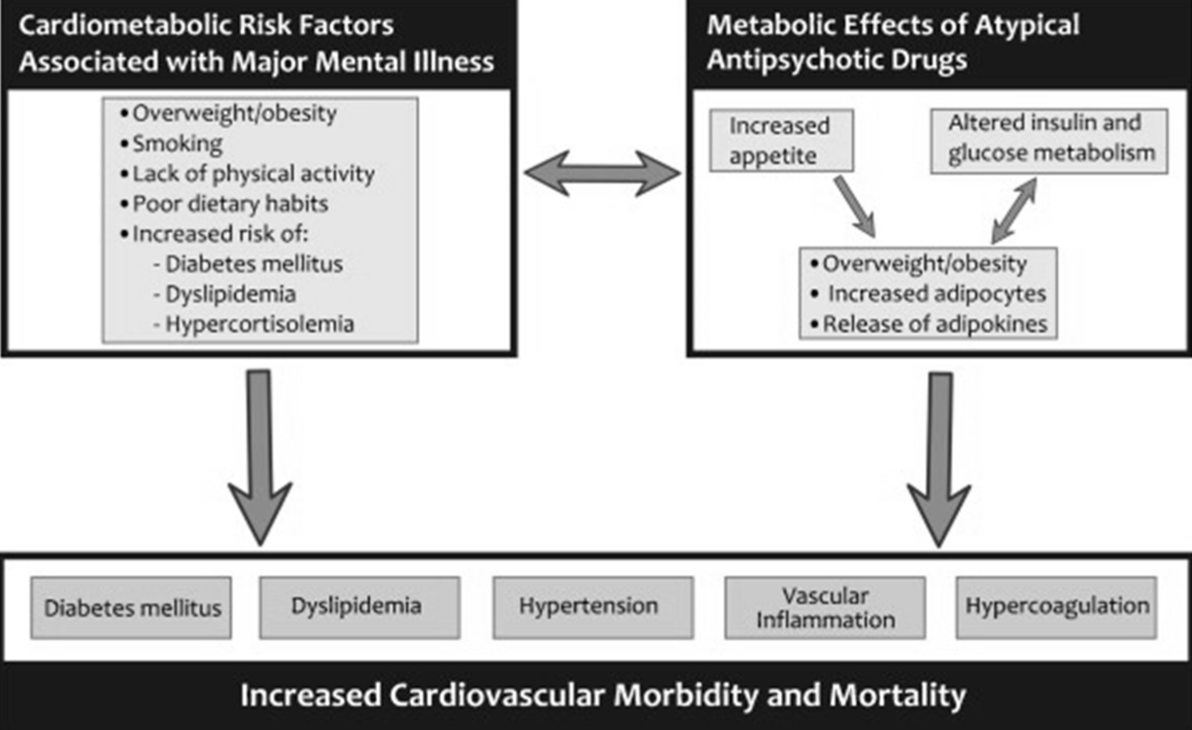 Cardiometabolic Risk Factors
Associated with Major Mental Illness
• Overweight/obesity
• Smoking
• Lack of physical activity
• Poor dietary habits
• Increased risk of:
- Diabetes mellitus
- Dyslipidemia
- Hypercortisolemia
Metabolic Effects of Atypical
Antipsychotic Drugs
Increased
appetite
Altered insulin and
glucose metabolism
• Overweight/obesity
• Increased adipocytes
• Release of adipokines
Diabetes mellitus
Dyslipidemia
Hypertension
Vascular
Inflammation
Hypercoagulation
Increased Cardiovascular Morbidity and Mortality